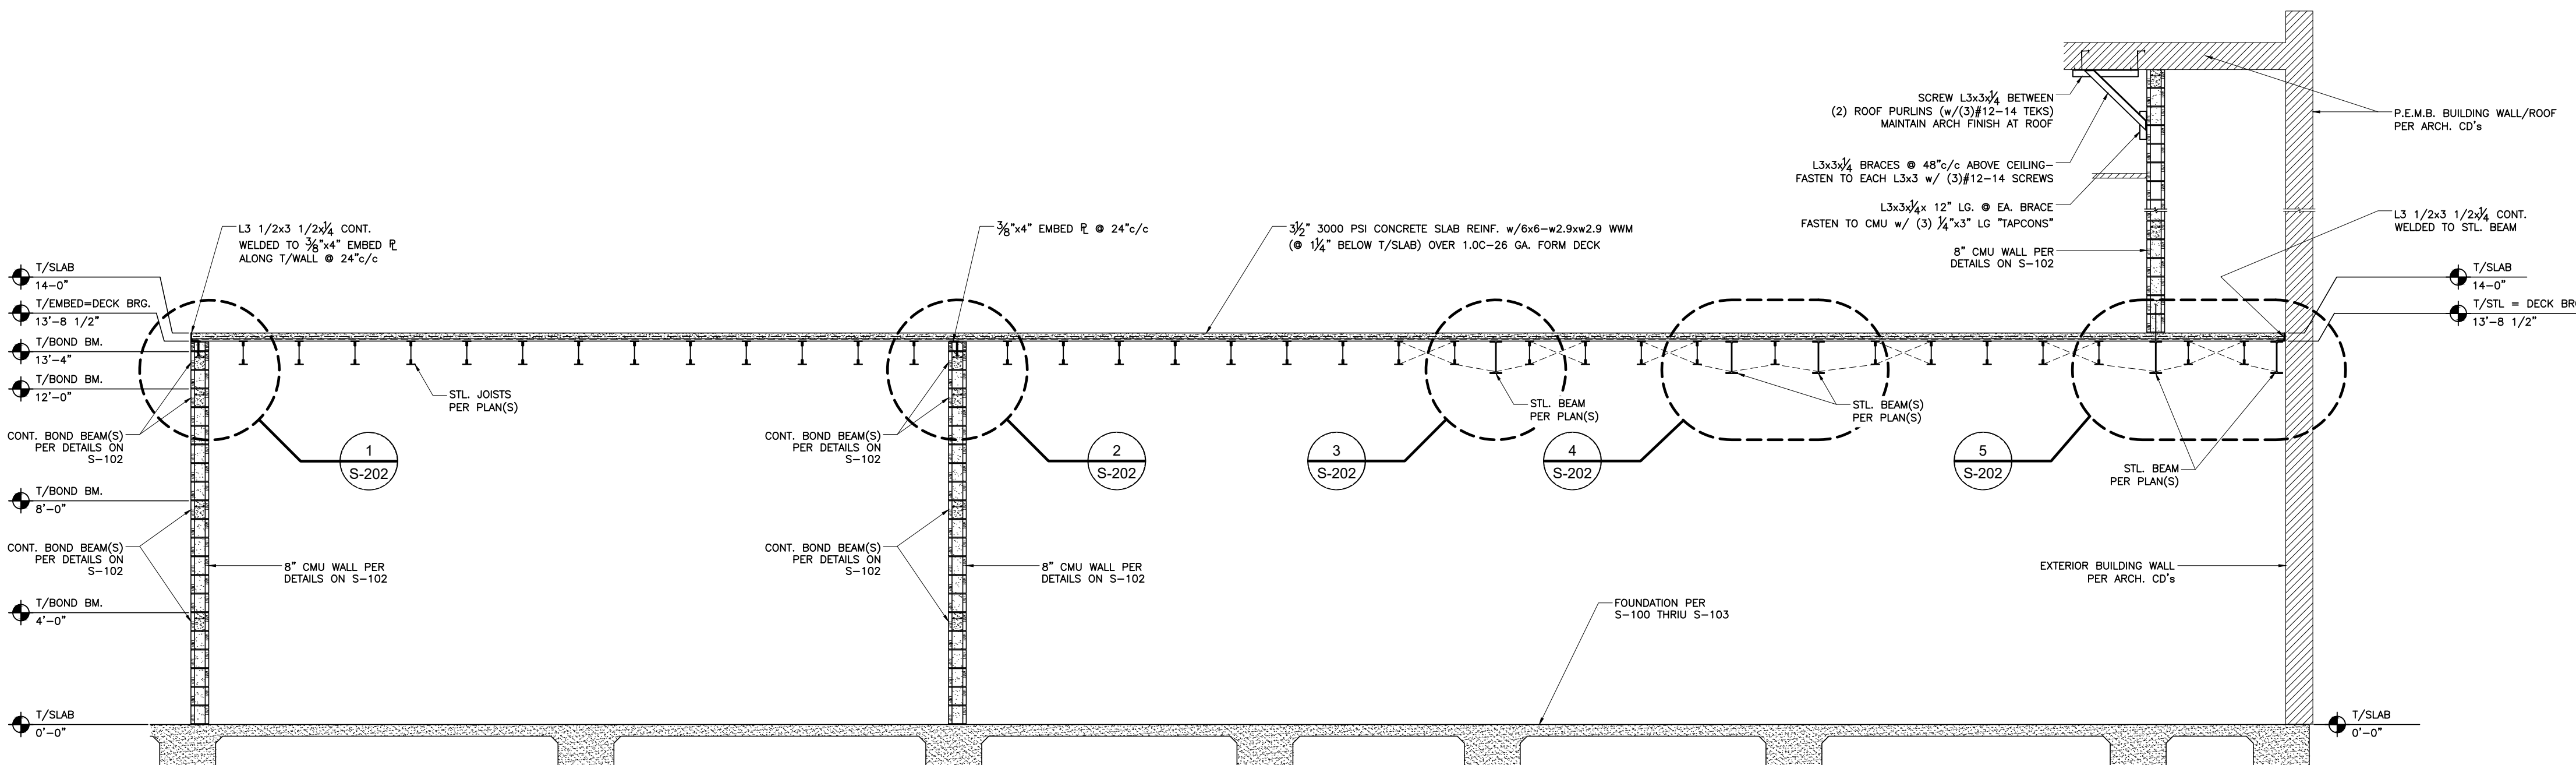 SCREW L3x3x1/4 BETWEEN
(2) ROOF PURLINS (w/(3)#12-14 TEKS)
MAINTAIN ARCH FINISH AT ROOF
P.E.M.B. BUILDING WALL/ROOF
PER ARCH. CD's
L3x3x1/4 BRACES @ 48"c/c ABOVE CEILING-
FASTEN TO EACH L3x3 w/ (3)#12-14 SCREWS
L3x3x1/4x 12" LG. @ EA. BRACE
FASTEN TO CMU w/ (3) 1/4"x3" LG "TAPCONS"
8" CMU WALL PER
DETAILS ON S-102
L3 1/2x3 1/2x1/4 CONT.
WELDED TO STL. BEAM
L3 1/2x3 1/2x1/4 CONT.
WELDED TO 3/8"x4" EMBED PL
ALONG T/WALL @ 24"c/c
3/8"x4" EMBED PL @ 24"c/c
3 1/2" 3000 PSI CONCRETE SLAB REINF. w/6x6-w2.9xw2.9 WWM
(@ 1 1/4" BELOW T/SLAB) OVER 1.0C-26 GA. FORM DECK
T/SLAB
14-0"
T/EMBED=DECK BRG.
13'-8 1/2"
T/BOND BM.
13'-4"
T/BOND BM.
12'-0"
T/SLAB
14-0"
T/STL = DECK BR
13'-8 1/2"
STL. JOISTS
PER PLAN(S)
STL. BEAM
PER PLAN(S)
STL. BEAM(S)
PER PLAN(S)
STL. BEAM
PER PLAN(S)
CONT. BOND BEAM(S)
PER DETAILS ON
S-102
1
S-202
CONT. BOND BEAM(S)
PER DETAILS ON
S-102
2
S-202
3
S-202
4
S-202
5
S-202
T/BOND BM.
8'-0"
CONT. BOND BEAM(S)
PER DETAILS ON
S-102
8" CMU WALL PER
DETAILS ON S-102
CONT. BOND BEAM(S)
PER DETAILS ON
S-102
8" CMU WALL PER
DETAILS ON S-102
EXTERIOR BUILDING WALL
PER ARCH. CD's
T/BOND BM.
4'-0"
FOUNDATION PER
S-100 THRIU S-103
T/SLAB
0'-0"
T/SLAB
0'-0"